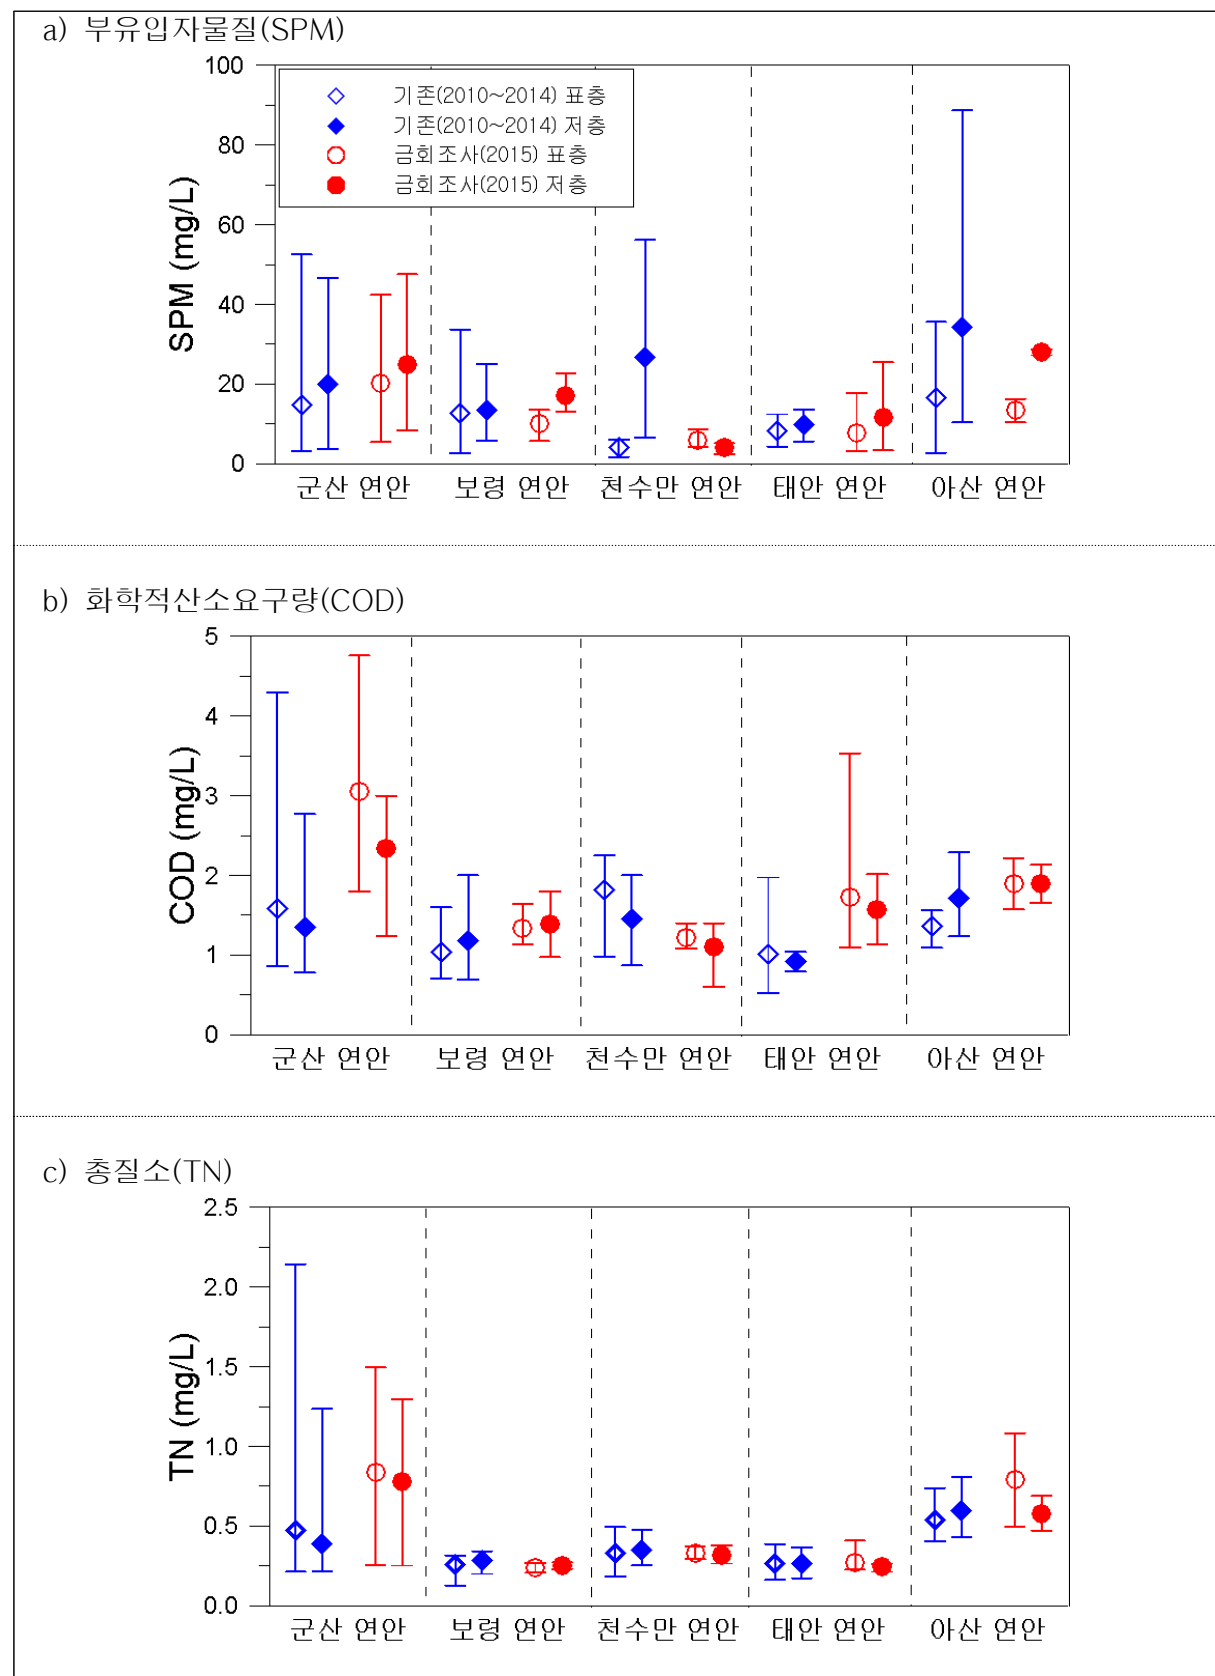 a) 부유입자물질(SPM)
100
80
60
40
20
0
SPM (mg/L)
기존(2010~2014) 표층
기존(2010~2014) 저층
금회조사(2015) 표층
금회조사(2015) 저층
군산 연안
보령 연안
천수만 연안
태안 연안
아산 연안
b) 화학적산소요구량(COD)
5
4
3
2
1
0
COD (mg/L)
군산 연안
보령 연안
천수만 연안
태안 연안
아산 연안
c) 총질소(TN)
2.5
2.0
1.5
1.0
0.5
0.0
TN (mg/L)
군산 연안
보령 연안
천수만 연안
태안 연안
아산 연안